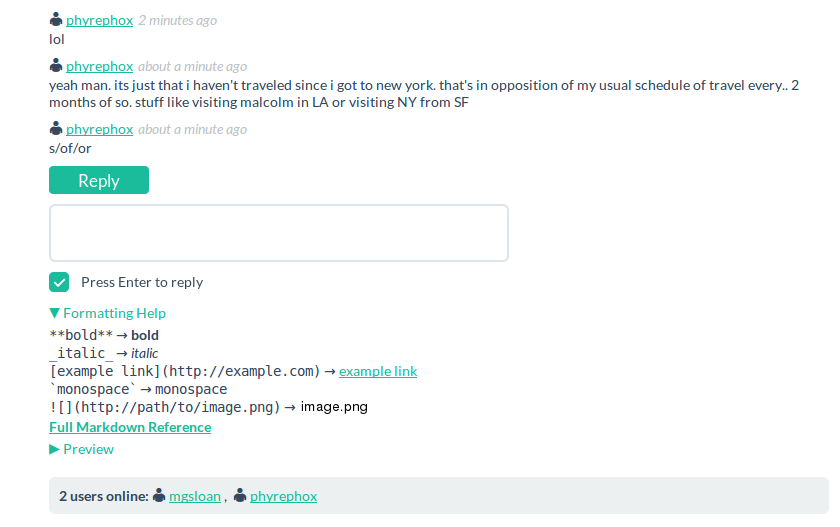 phyrephox 2 minutes ago
lol
phyrephox about a minute ago
yeah man. its just that i haven't traveled since i got to new york. that's in opposition of my usual schedule of travel every.. 2
months of so. stuff like visiting malcolm in LA or visiting NY from SF
phyrephox about a minute ago
s/of/or
Reply
Press Enter to reply
▼ Formatting Help
**bold** → bold
_italic_ → italic
[example link](http://example.com) → example link
`monospace` → monospace
![](http://path/to/image.png) → image.png
Full Markdown Reference
▶ Preview
2 users online: mgsloan , phyrephox